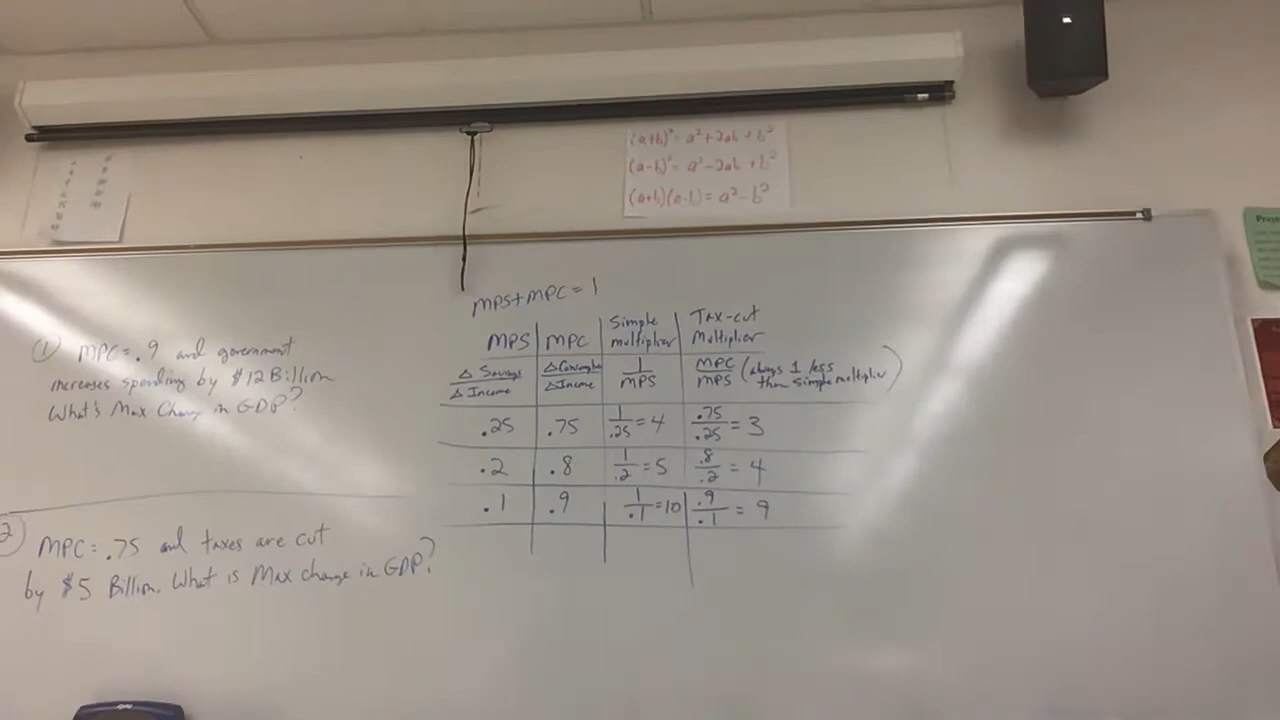 (a+b)² = a² + 2ab + b²
(a-b)² = a² - 2ab + b²
(a+b)(a-b) = a² - b²
MPS + MPC = 1
MPS | MPC | Simple multiplier | Tax-cut Multiplier
Δ Savings / Δ Income | Δ Consumpt / Δ Income | 1/MPS | MPC/MPS (always 1 less than simple multiplier)
.25 | .75 | 1/.25 = 4 | .75/.25 = 3
.2 | .8 | 1/.2 = 5 | .8/.2 = 4
.1 | .9 | 1/.1 = 10 | .9/.1 = 9
① MPC = .9 and government
increases spending by $12 Billion.
What's Max Change in GDP?
② MPC = .75 and taxes are cut
by $5 Billion. What is Max change in GDP?